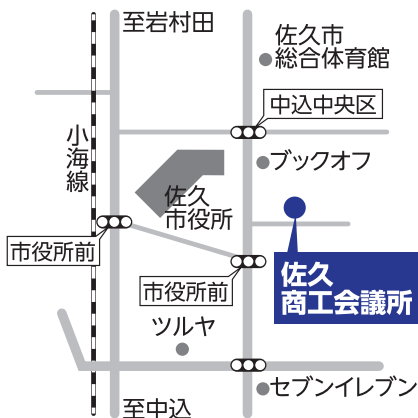 至岩村田
佐久市
総合体育館
中込中央区
小海線
ブックオフ
佐久
市役所
市役所前
市役所前
佐久
商工会議所
ツルヤ
セブンイレブン
至中込